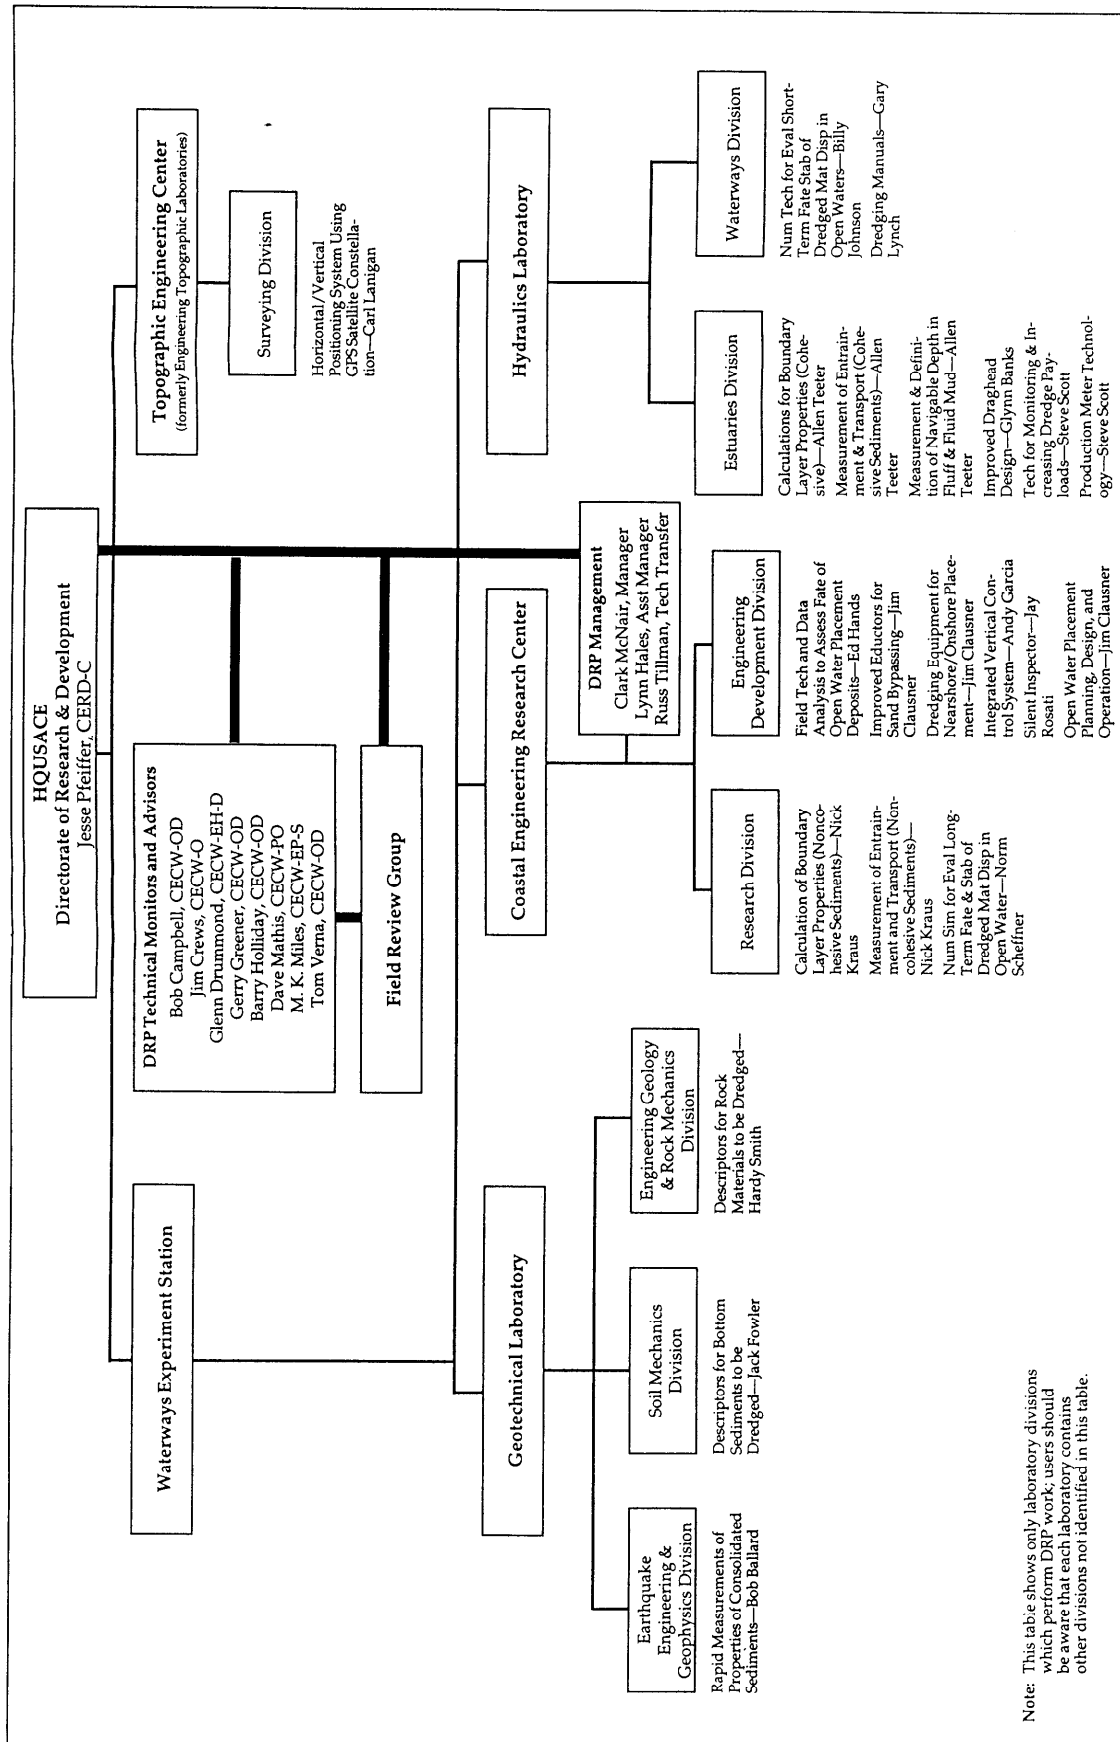 HQUSACE
Directorate of Research & Development
Jesse Pfeiffer, CERD-C
Waterways Experiment Station
DRP Technical Monitors and Advisors
Bob Campbell, CECW-OD
Jim Crews, CECW-O
Glenn Drummond, CECW-EH-D
Gerry Greener, CECW-OD
Barry Holliday, CECW-OD
Dave Mathis, CECW-PO
M. K. Miles, CECW-EP-S
Tom Verna, CECW-OD
Field Review Group
Topographic Engineering Center
(formerly Engineering Topographic Laboratories)
Surveying Division
Horizontal/Vertical
Positioning System Using
GPS Satellite Constella-
tion—Carl Lanigan
Geotechnical Laboratory
Coastal Engineering Research Center
Hydraulics Laboratory
DRP Management
Clark McNair, Manager
Lynn Hales, Asst Manager
Russ Tillman, Tech Transfer
Earthquake
Engineering &
Geophysics Division
Rapid Measurements of
Properties of Consolidated
Sediments—Bob Ballard
Soil Mechanics
Division
Descriptors for Bottom
Sediments to be
Dredged—Jack Fowler
Engineering Geology
& Rock Mechanics
Division
Descriptors for Rock
Materials to be Dredged—
Hardy Smith
Research Division
Calculation of Boundary
Layer Properties (Nonco-
hesive Sediments)—Nick
Kraus
Measurement of Entrain-
ment and Transport (Non-
cohesive Sediments)—
Nick Kraus
Num Sim for Eval Long-
Term Fate & Stab of
Dredged Mat Disp in
Open Water—Norm
Scheffner
Engineering
Development Division
Field Tech and Data
Analysis to Assess Fate of
Open Water Placement
Deposits—Ed Hands
Improved Eductors for
Sand Bypassing—Jim
Clausner
Dredging Equipment for
Nearshore/Onshore Place-
ment—Jim Clausner
Integrated Vertical Con-
trol System—Andy Garcia
Silent Inspector—Jay
Rosati
Open Water Placement
Planning, Design, and
Operation—Jim Clausner
Estuaries Division
Calculations for Boundary
Layer Properties (Cohe-
sive)—Allen Teeter
Measurement of Entrain-
ment & Transport (Cohe-
sive Sediments)—Allen
Teeter
Measurement & Defini-
tion of Navigable Depth in
Fluff & Fluid Mud—Allen
Teeter
Improved Draghead
Design—Glynn Banks
Tech for Monitoring & In-
creasing Dredge Pay-
loads—Steve Scott
Production Meter Technol-
ogy—Steve Scott
Waterways Division
Num Tech for Eval Short-
Term Fate Stab of
Dredged Mat Disp in
Open Waters—Billy
Johnson
Dredging Manuals—Gary
Lynch
Note: This table shows only laboratory divisions
which perform DRP work; users should
be aware that each laboratory contains
other divisions not identified in this table.